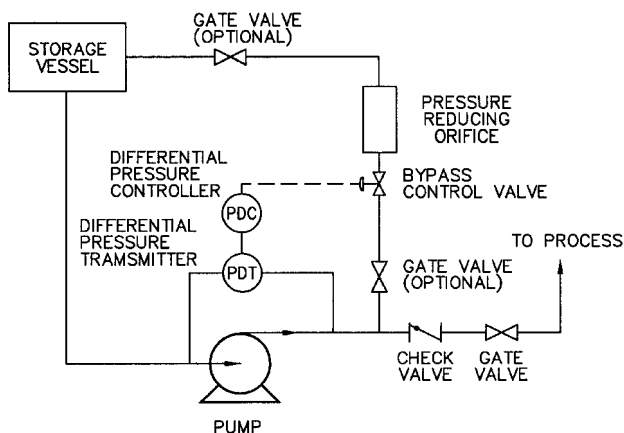 GATE VALVE
(OPTIONAL)
STORAGE
VESSEL
PRESSURE
REDUCING
ORIFICE
DIFFERENTIAL
PRESSURE
CONTROLLER
BYPASS
CONTROL VALVE
PDC
DIFFERENTIAL
PRESSURE
TRAMSMITTER
PDT
TO PROCESS
GATE VALVE
(OPTIONAL)
CHECK
VALVE
GATE
VALVE
PUMP